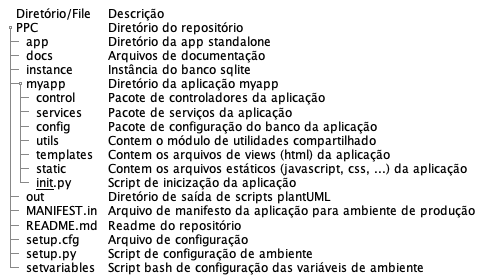 Diretório/File Descrição
PPC Diretório do repositório
app Diretório da app standalone
docs Arquivos de documentação
instance Instância do banco sqlite
myapp Diretório da aplicação myapp
control Pacote de controladores da aplicação
services Pacote de serviços da aplicação
config Pacote de configuração do banco da aplicação
utils Contem o módulo de utilidades compartilhado
templates Contem os arquivos de views (html) da aplicação
static Contem os arquivos estáticos (javascript, css, ...) da aplicação
init.py Script de inicização da aplicação
out Diretório de saída de scripts plantUML
MANIFEST.in Arquivo de manifesto da aplicação para ambiente de produção
README.md Readme do repositório
setup.cfg Arquivo de configuração
setup.py Script de configuração de ambiente
setvariables Script bash de configuração das variáveis de ambiente